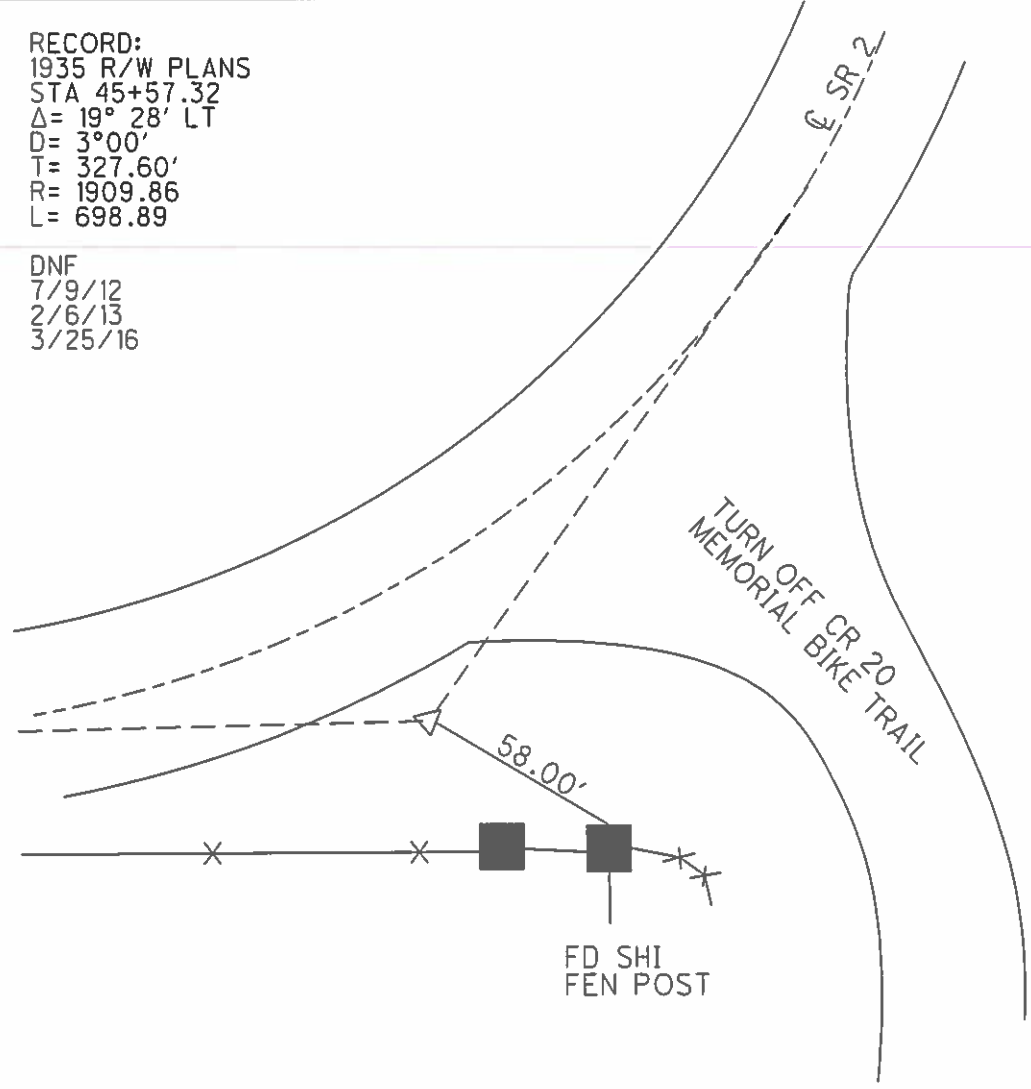 RECORD:
1935 R/W PLANS
STA 45+57.32
Δ= 19° 28' LT
D= 3°00'
T= 327.60'
R= 1909.86
L= 698.89
DNF
7/9/12
2/6/13
3/25/16
℄ SR 2
TURN OFF CR 20
MEMORIAL BIKE TRAIL
58.00'
FD SHI
FEN POST